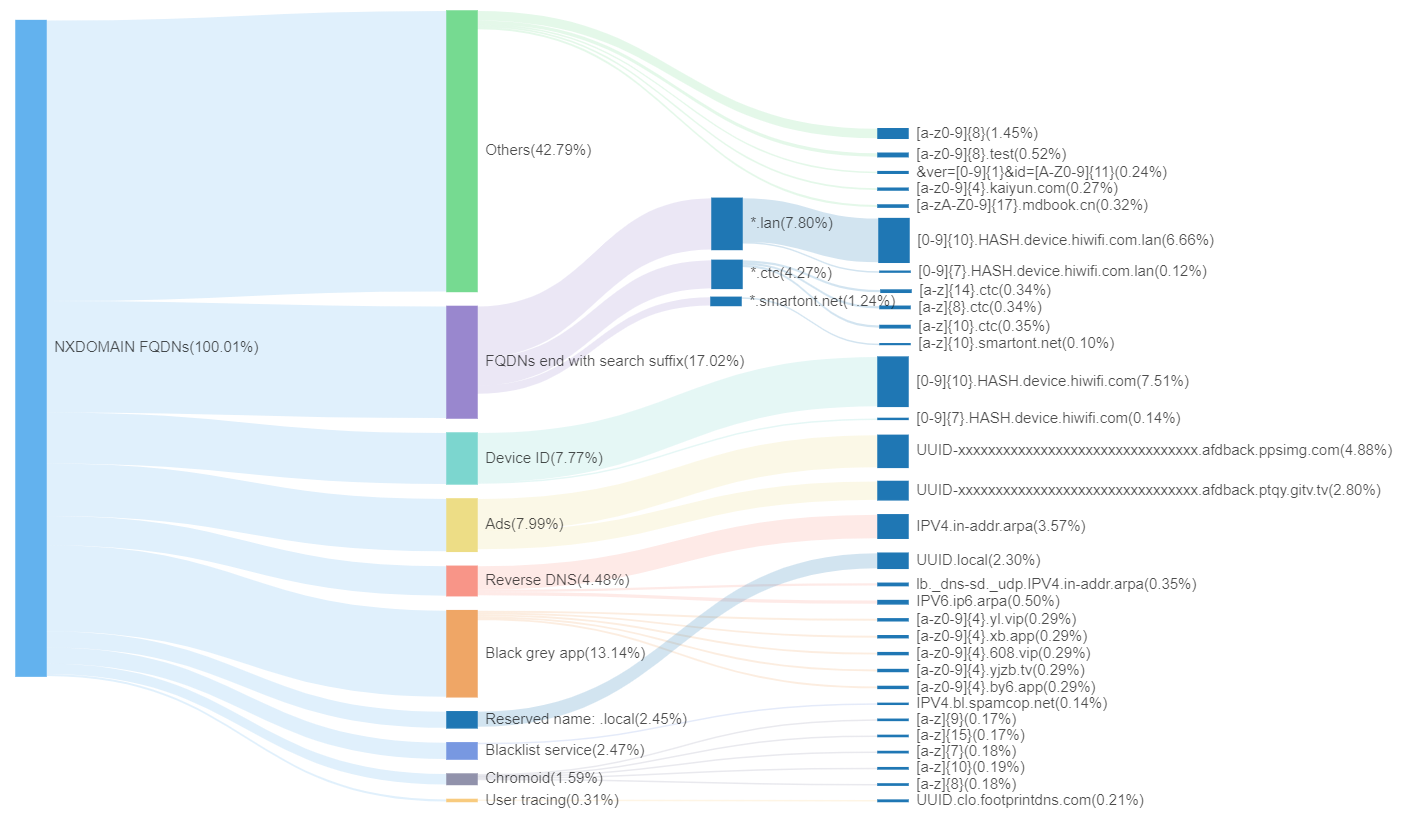 NXDOMAIN FQDNs(100.01%)
Others(42.79%)
FQDNs end with search suffix(17.02%)
Device ID(7.77%)
Ads(7.99%)
Reverse DNS(4.48%)
Black grey app(13.14%)
Reserved name: .local(2.45%)
Blacklist service(2.47%)
Chromoid(1.59%)
User tracing(0.31%)
*.lan(7.80%)
*.ctc(4.27%)
*.smartont.net(1.24%)
[a-z0-9]{8}(1.45%)
[a-z0-9]{8}.test(0.52%)
&ver=[0-9]{1}&id=[A-Z0-9]{11}(0.24%)
[a-z0-9]{4}.kaiyun.com(0.27%)
[a-zA-Z0-9]{17}.mdbook.cn(0.32%)
[0-9]{10}.HASH.device.hiwifi.com.lan(6.66%)
[0-9]{7}.HASH.device.hiwifi.com.lan(0.12%)
[a-z]{14}.ctc(0.34%)
[a-z]{8}.ctc(0.34%)
[a-z]{10}.ctc(0.35%)
[a-z]{10}.smartont.net(0.10%)
[0-9]{10}.HASH.device.hiwifi.com(7.51%)
[0-9]{7}.HASH.device.hiwifi.com(0.14%)
UUID-xxxxxxxxxxxxxxxxxxxxxxxxxxxxxxxx.afdback.ppsimg.com(4.88%)
UUID-xxxxxxxxxxxxxxxxxxxxxxxxxxxxxxxx.afdback.ptqy.gitv.tv(2.80%)
IPV4.in-addr.arpa(3.57%)
UUID.local(2.30%)
lb._dns-sd._udp.IPV4.in-addr.arpa(0.35%)
IPV6.ip6.arpa(0.50%)
[a-z0-9]{4}.yl.vip(0.29%)
[a-z0-9]{4}.xb.app(0.29%)
[a-z0-9]{4}.608.vip(0.29%)
[a-z0-9]{4}.yjzb.tv(0.29%)
[a-z0-9]{4}.by6.app(0.29%)
IPV4.bl.spamcop.net(0.14%)
[a-z]{9}(0.17%)
[a-z]{15}(0.17%)
[a-z]{7}(0.18%)
[a-z]{10}(0.19%)
[a-z]{8}(0.18%)
UUID.clo.footprintdns.com(0.21%)